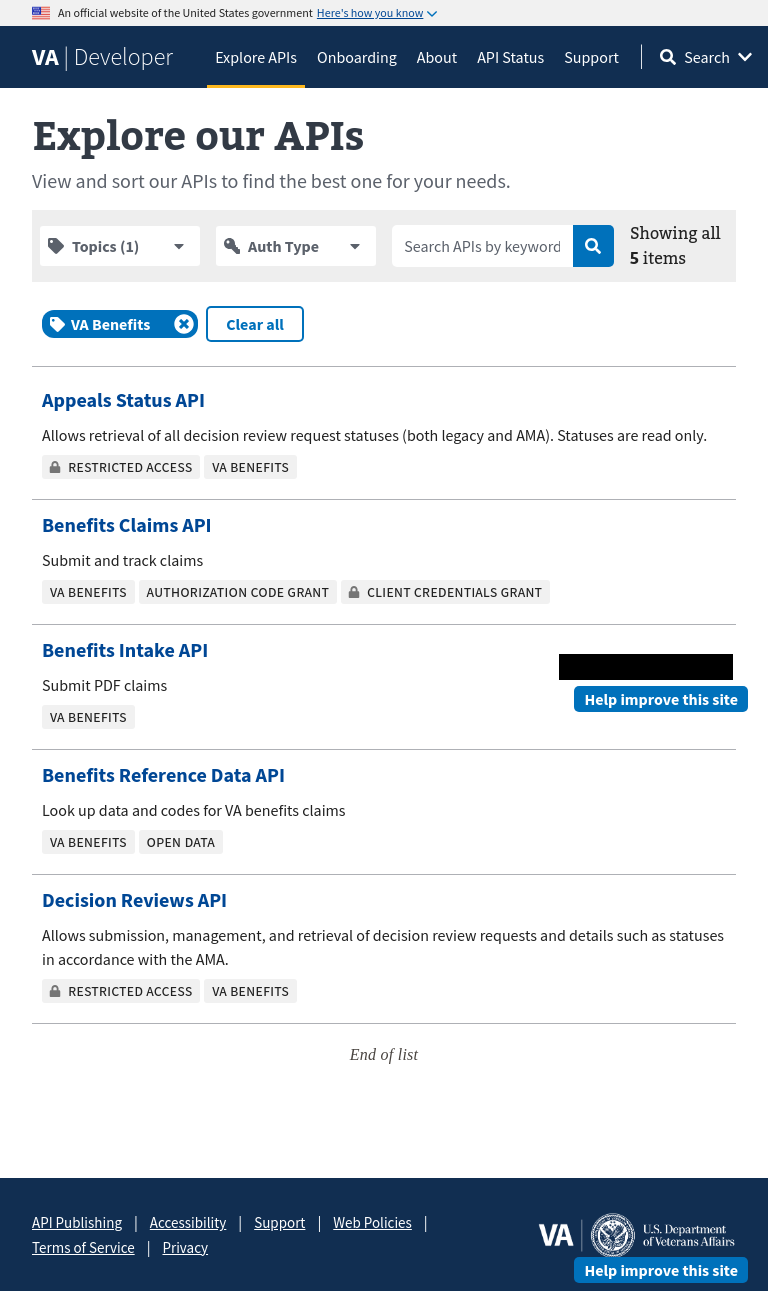 An official website of the United States government Here's how you know
VA | Developer
Explore APIs
Onboarding
About
API Status
Support
Search
Explore our APIs
View and sort our APIs to find the best one for your needs.
Topics (1)
Auth Type
Search APIs by keyword
Showing all
5 items
VA Benefits
Clear all
Appeals Status API
Allows retrieval of all decision review request statuses (both legacy and AMA). Statuses are read only.
RESTRICTED ACCESS VA BENEFITS
Benefits Claims API
Submit and track claims
VA BENEFITS AUTHORIZATION CODE GRANT CLIENT CREDENTIALS GRANT
Benefits Intake API
Submit PDF claims
Help improve this site
VA BENEFITS
Benefits Reference Data API
Look up data and codes for VA benefits claims
VA BENEFITS OPEN DATA
Decision Reviews API
Allows submission, management, and retrieval of decision review requests and details such as statuses
in accordance with the AMA.
RESTRICTED ACCESS VA BENEFITS
End of list
API Publishing | Accessibility | Support | Web Policies |
Terms of Service | Privacy
VA | U.S. Department
of Veterans Affairs
Help improve this site